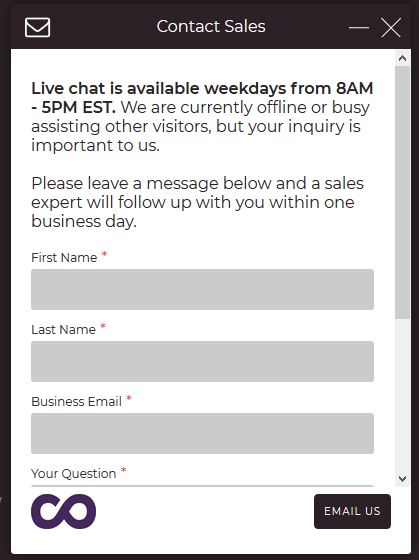 Contact Sales
Live chat is available weekdays from 8AM
- 5PM EST. We are currently offline or busy
assisting other visitors, but your inquiry is
important to us.
Please leave a message below and a sales
expert will follow up with you within one
business day.
First Name *
Last Name *
Business Email *
Your Question *
EMAIL US